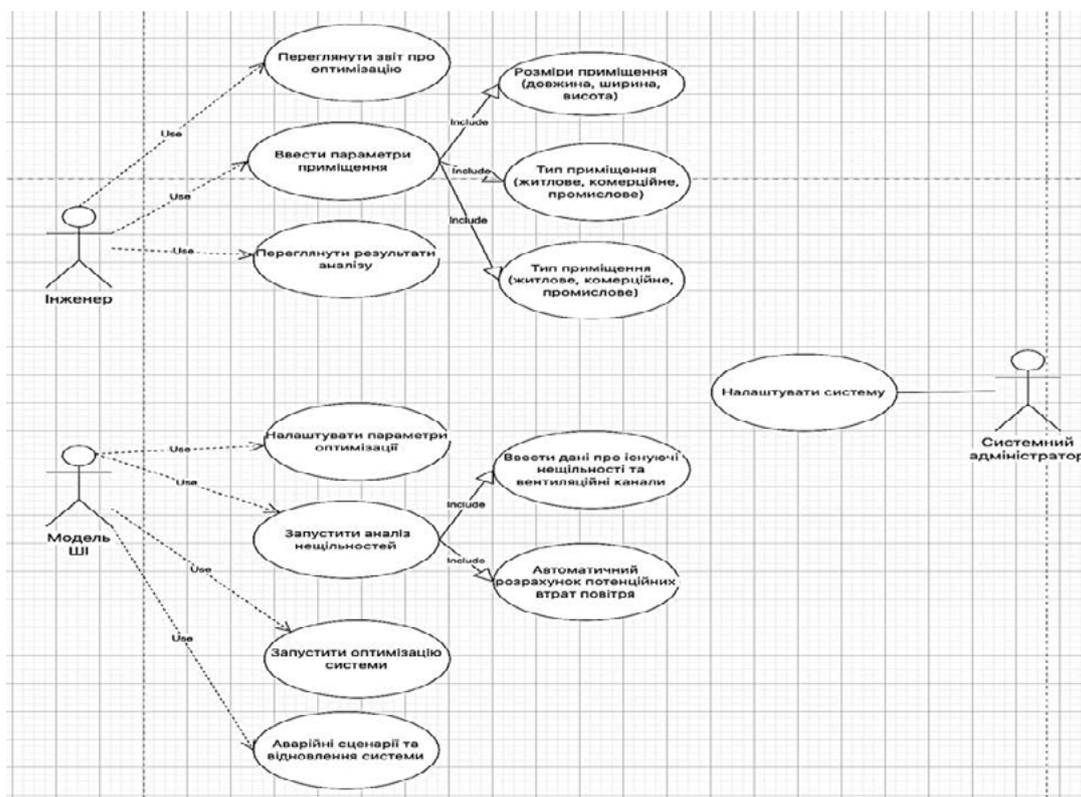 Переглянути звіт про
оптимізацію
Розміри приміщення
(довжина, ширина,
висота)
Use
Include
Ввести параметри
приміщення
Include
Тип приміщення
(житлове, комерційне,
промислове)
Use
Include
Use
Переглянути результати
аналізу
Тип приміщення
(житлове, комерційне,
промислове)
Інженер
Налаштувати систему
Системний
адміністратор
Налаштувати параметри
оптимізації
Use
Ввести дані про існуючі
нещільності та
вентиляційні канали
Use
Include
Модель
ШІ
Запустити аналіз
нещільностей
Include
Автоматичний
розрахунок потенційних
втрат повітря
Use
Use
Запустити оптимізацію
системи
Аварійні сценарії та
відновлення системи